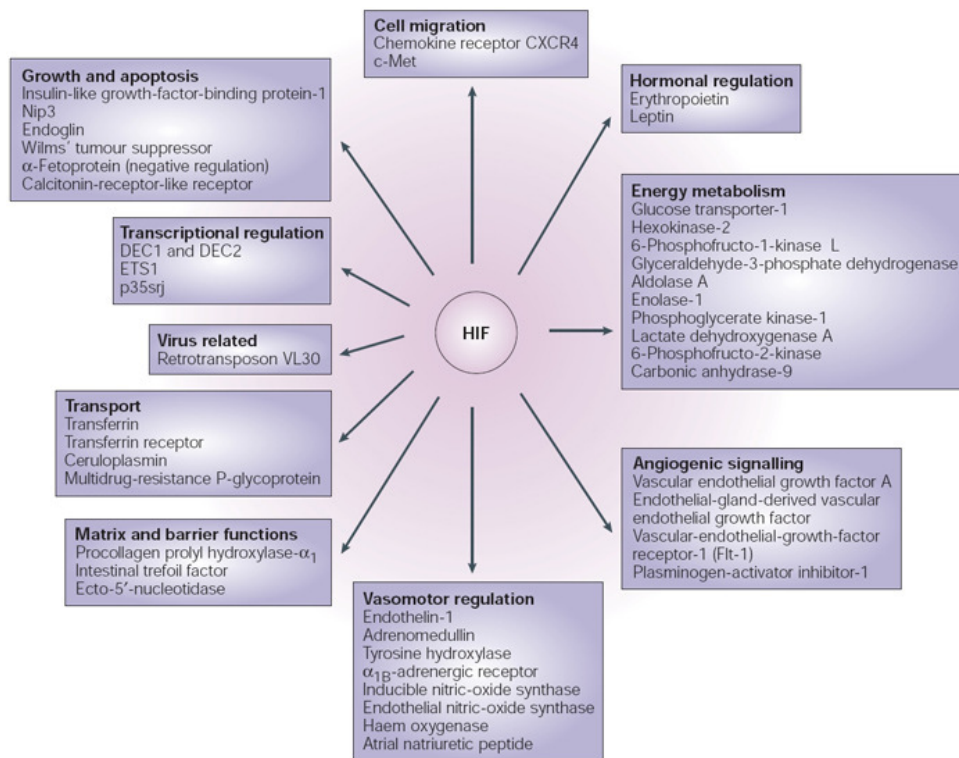 Cell migration
Chemokine receptor CXCR4
c-Met
Growth and apoptosis
Insulin-like growth-factor-binding protein-1
Nip3
Endoglin
Wilms´ tumour suppressor
α-Fetoprotein (negative regulation)
Calcitonin-receptor-like receptor
Hormonal regulation
Erythropoietin
Leptin
Transcriptional regulation
DEC1 and DEC2
ETS1
p35srj
Energy metabolism
Glucose transporter-1
Hexokinase-2
6-Phosphofructo-1-kinase L
Glyceraldehyde-3-phosphate dehydrogenase
Aldolase A
Enolase-1
Phosphoglycerate kinase-1
Lactate dehydroxygenase A
6-Phosphofructo-2-kinase
Carbonic anhydrase-9
HIF
Virus related
Retrotransposon VL30
Transport
Transferrin
Transferrin receptor
Ceruloplasmin
Multidrug-resistance P-glycoprotein
Angiogenic signalling
Vascular endothelial growth factor A
Endothelial-gland-derived vascular
endothelial growth factor
Vascular-endothelial-growth-factor
receptor-1 (Flt-1)
Plasminogen-activator inhibitor-1
Matrix and barrier functions
Procollagen prolyl hydroxylase-α₁
Intestinal trefoil factor
Ecto-5′-nucleotidase
Vasomotor regulation
Endothelin-1
Adrenomedullin
Tyrosine hydroxylase
α1B-adrenergic receptor
Inducible nitric-oxide synthase
Endothelial nitric-oxide synthase
Haem oxygenase
Atrial natriuretic peptide